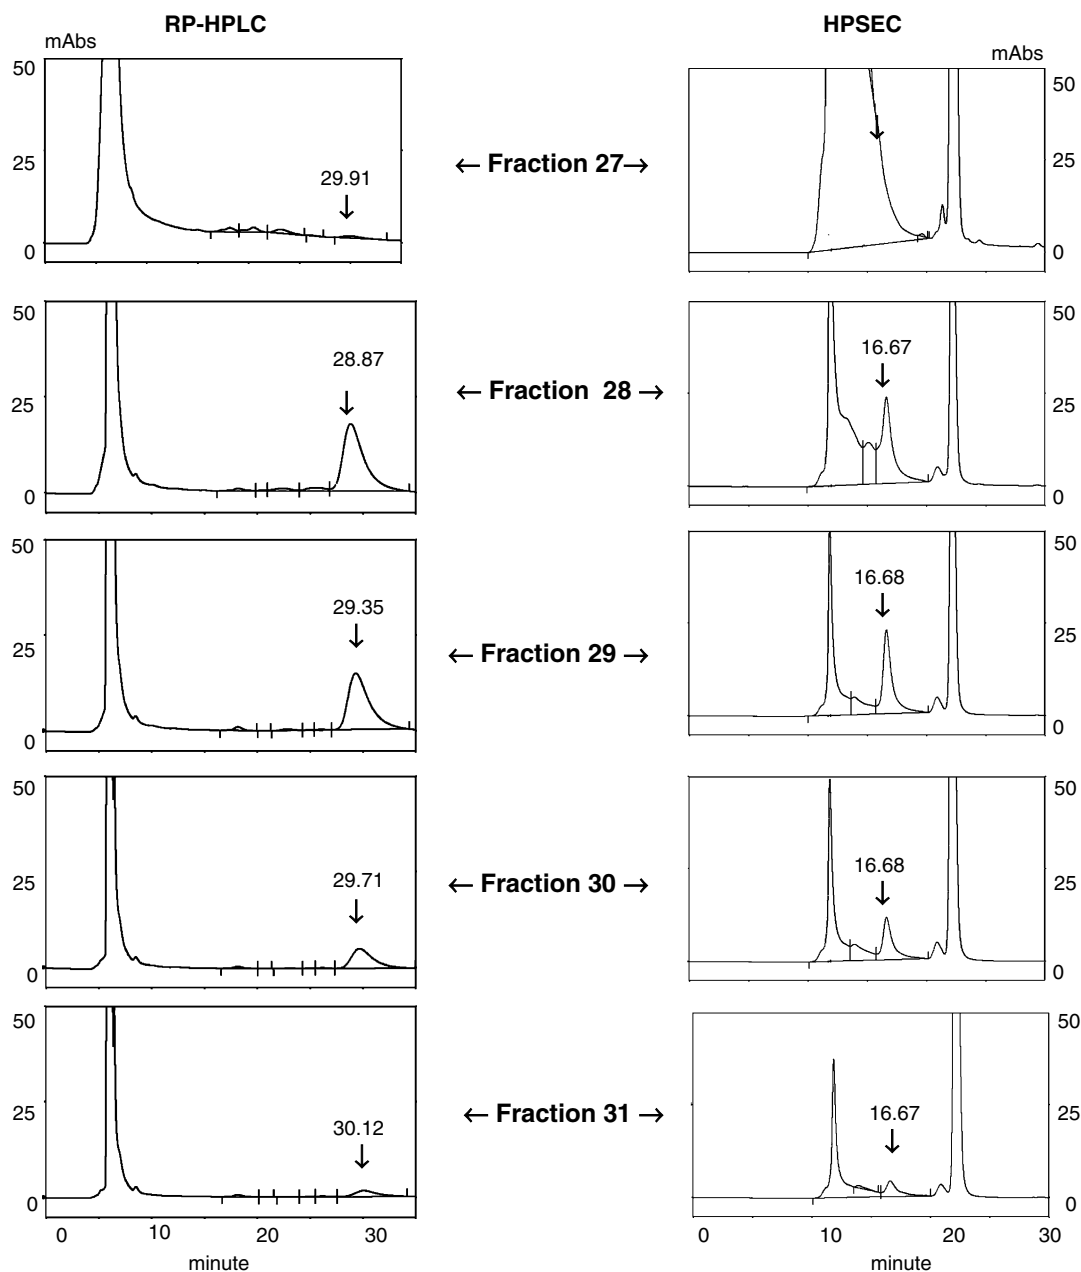 RP-HPLC HPSEC
mAbs mAbs
50 50
29.91
25 ← Fraction 27→ 25
0 0
50 50
28.87 16.67
25 ← Fraction 28 → 25
0 0
50 50
29.35 16.68
25 ← Fraction 29 → 25
0 0
50 50
29.71 16.68
25 ← Fraction 30 → 25
0 0
50 50
25 ← Fraction 31 → 25
30.12 16.67
0 0
0 10 20 30 0 10 20 30
minute minute